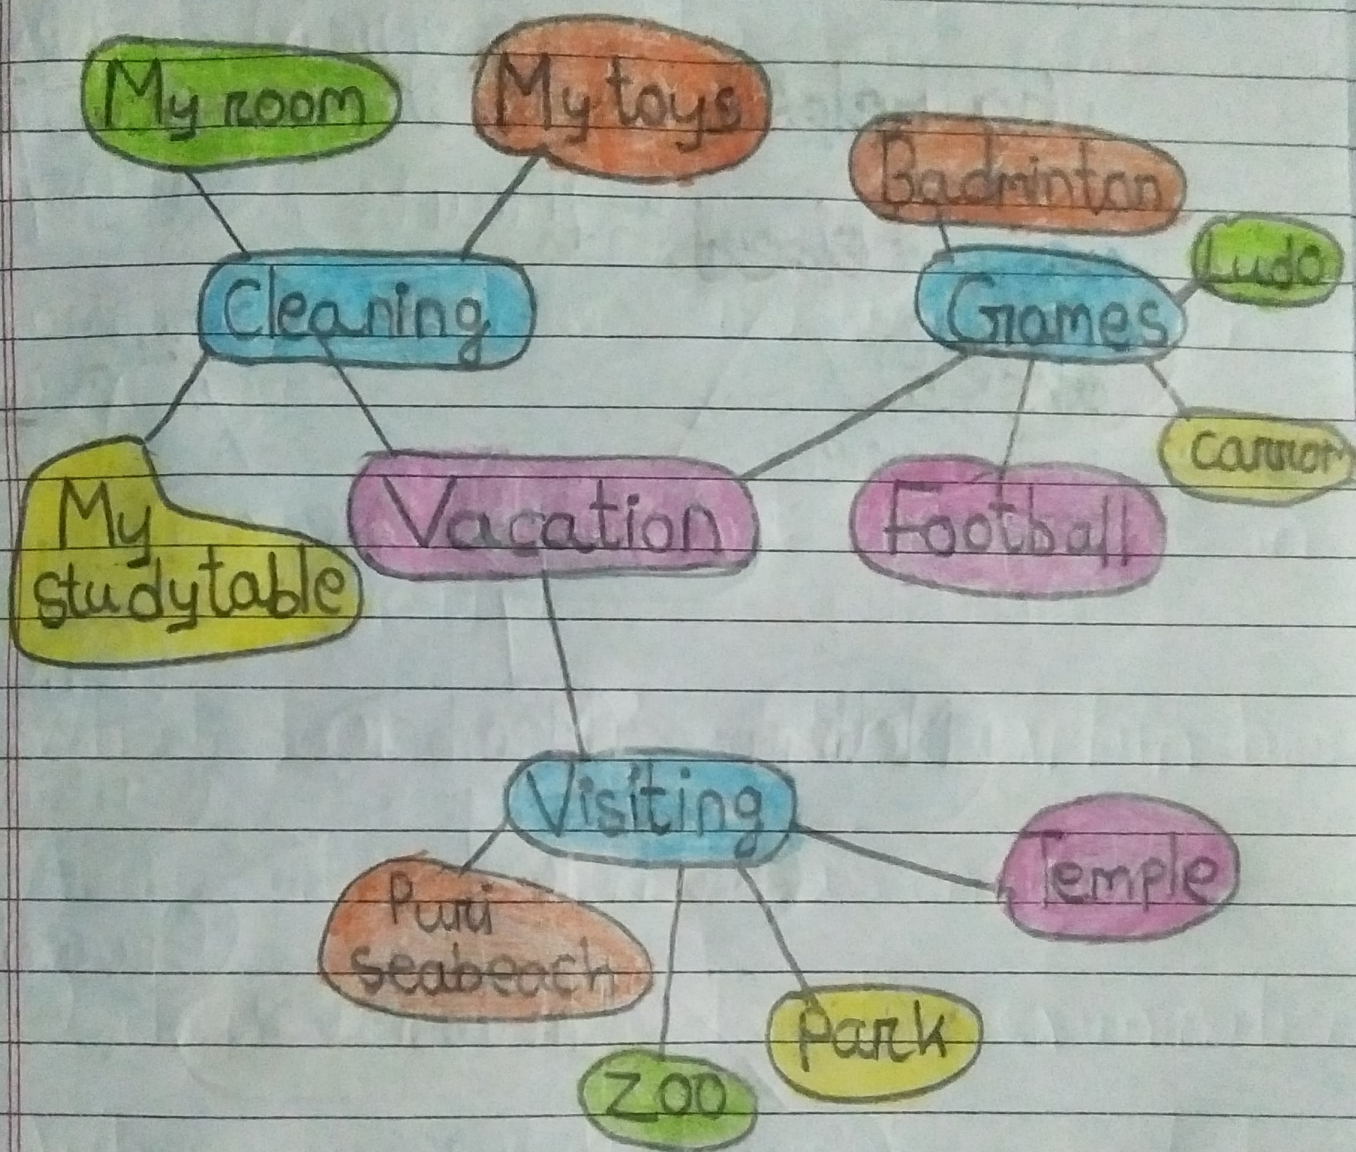 My room
My toys
Badminton
Ludo
Cleaning
Games
carrom
My
studytable
Vacation
Football
Visiting
Temple
Puri
seabeach
Park
Zoo